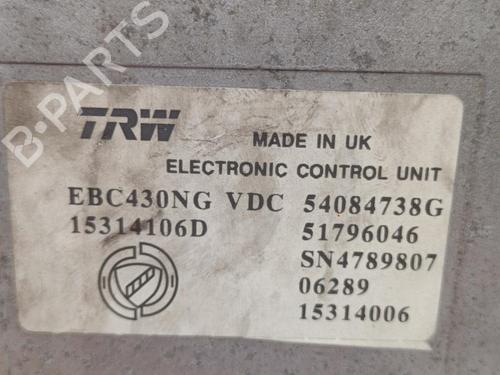 B-PARTS
TRW
MADE IN UK
ELECTRONIC CONTROL UNIT
EBC430NG VDC 54084738G
15314106D 51796046
SN4789807
06289
15314006